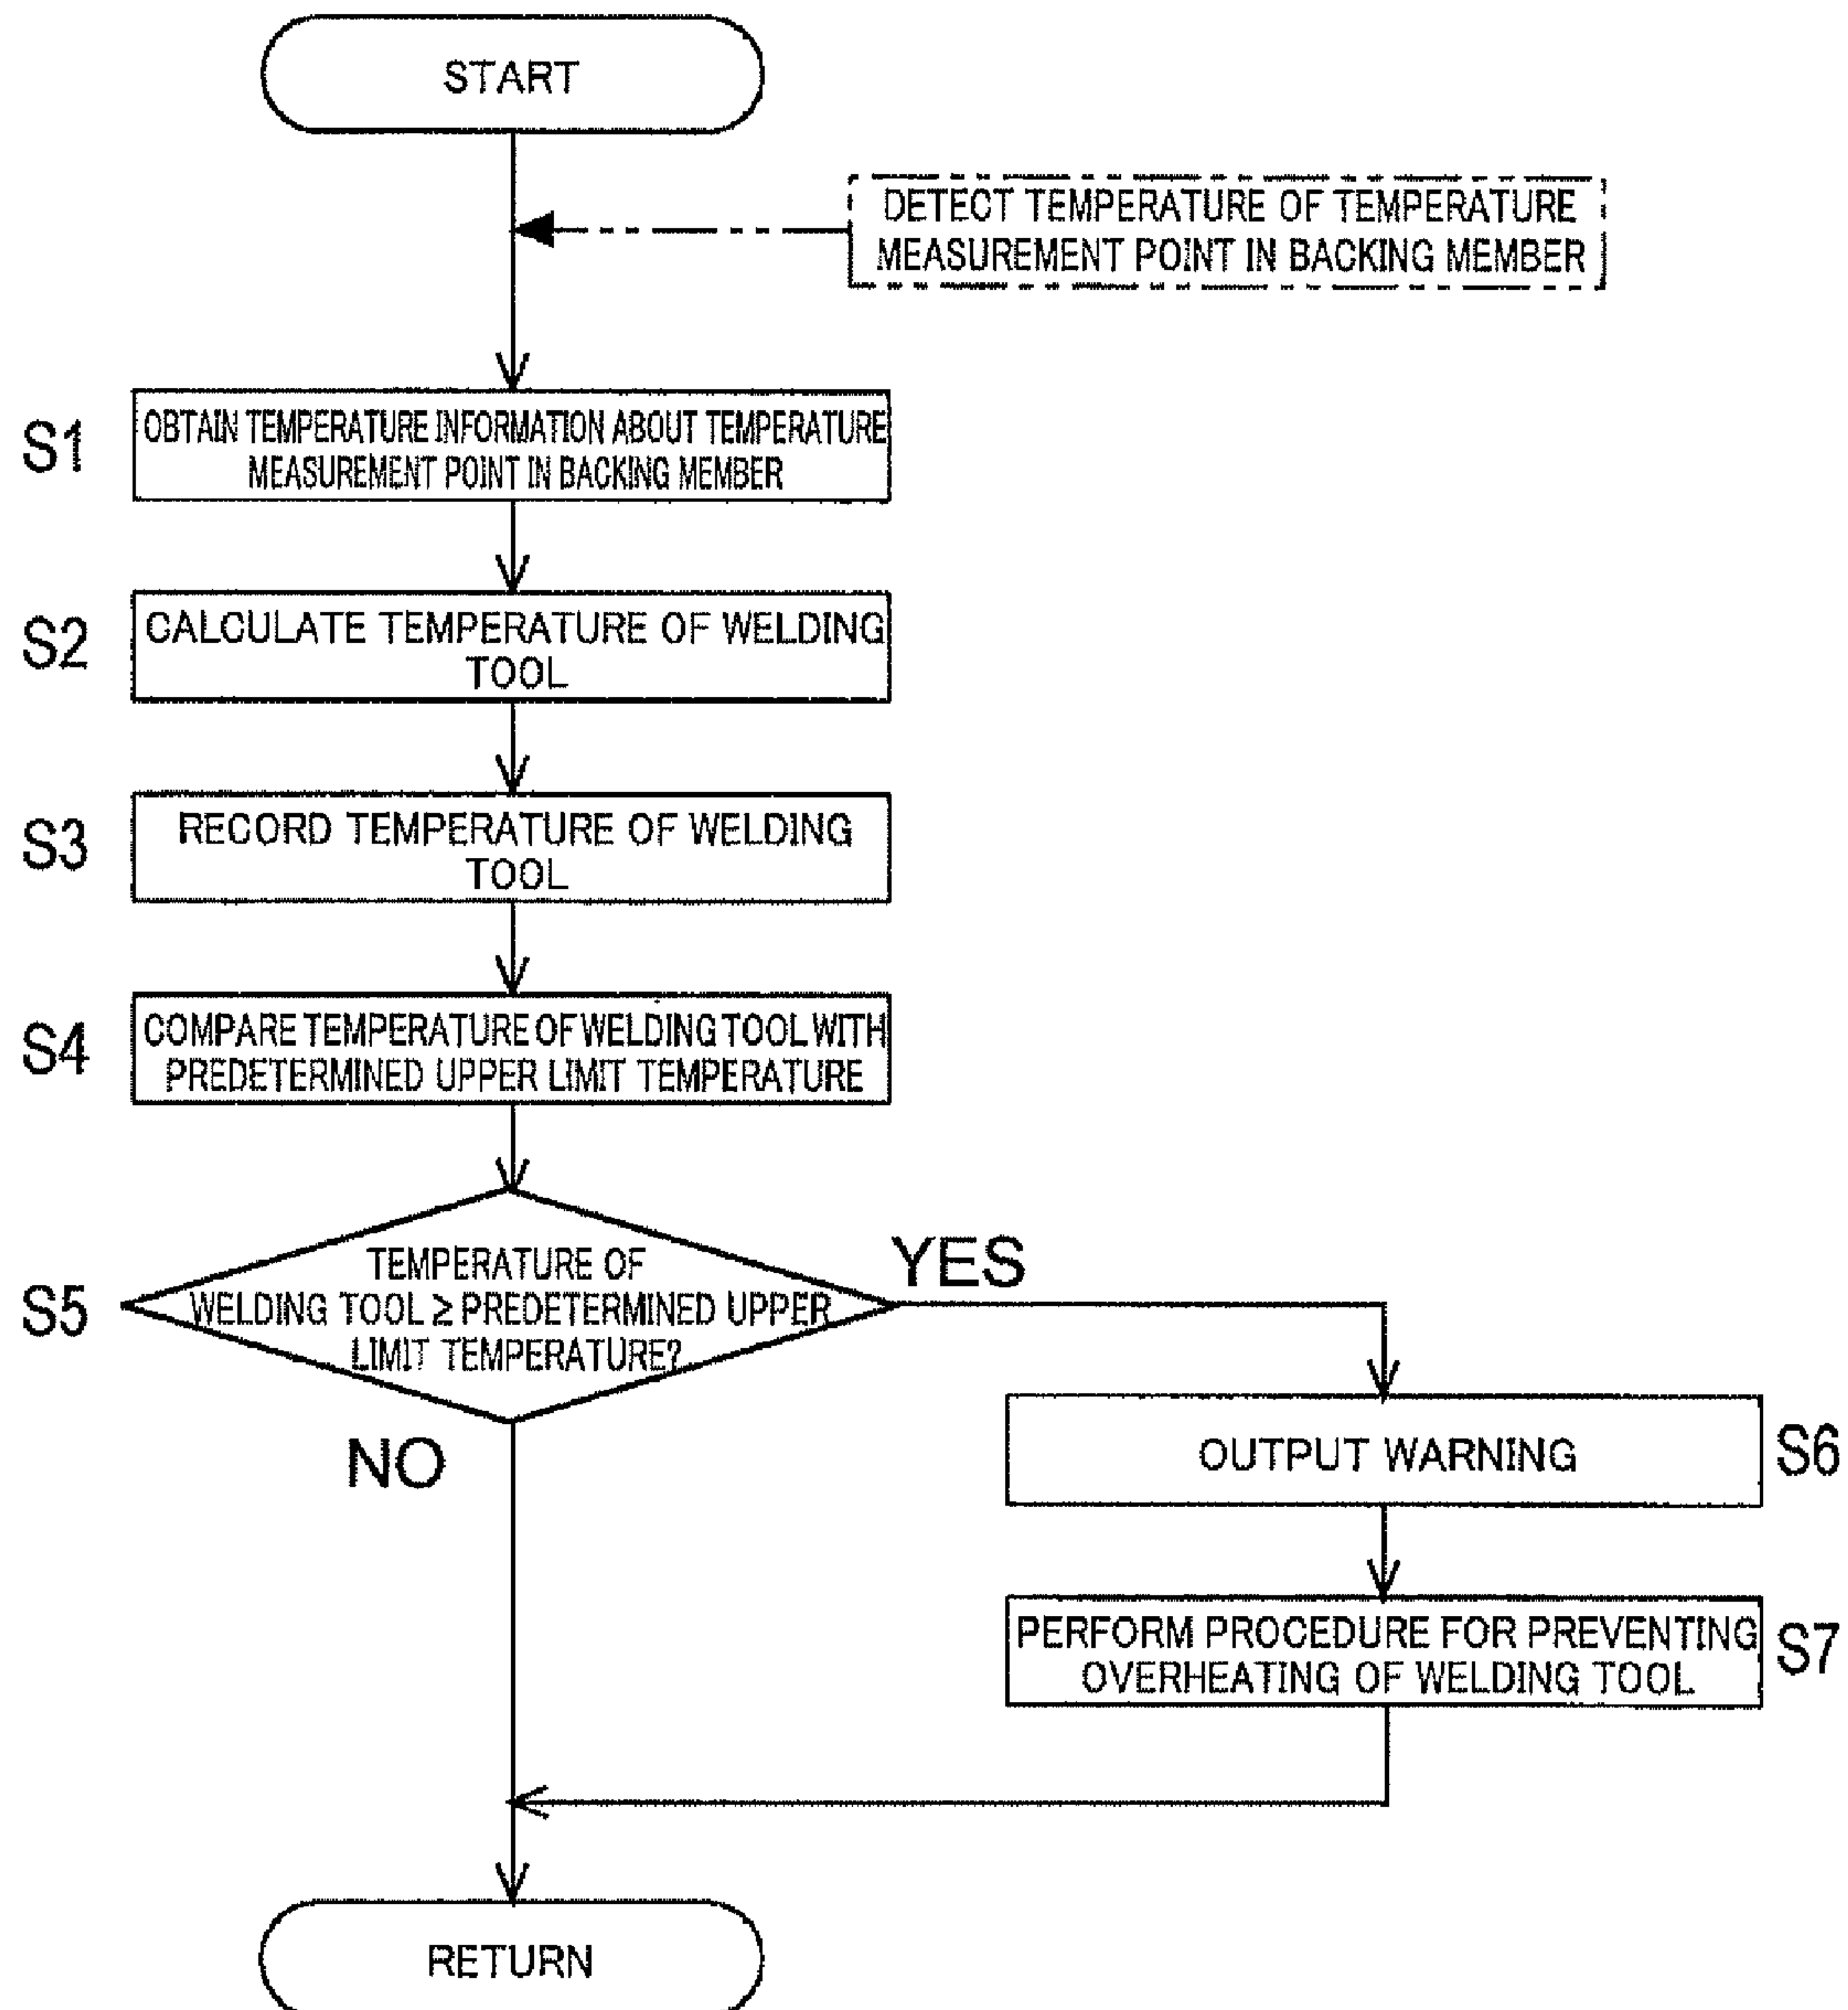 START
DETECT TEMPERATURE OF TEMPERATURE
MEASUREMENT POINT IN BACKING MEMBER
S1
OBTAIN TEMPERATURE INFORMATION ABOUT TEMPERATURE
MEASUREMENT POINT IN BACKING MEMBER
S2
CALCULATE TEMPERATURE OF WELDING
TOOL
S3
RECORD TEMPERATURE OF WELDING
TOOL
S4
COMPARE TEMPERATURE OF WELDING TOOL WITH
PREDETERMINED UPPER LIMIT TEMPERATURE
S5
TEMPERATURE OF
WELDING TOOL ≥ PREDETERMINED UPPER
LIMIT TEMPERATURE?
YES
NO
OUTPUT WARNING
S6
PERFORM PROCEDURE FOR PREVENTING
OVERHEATING OF WELDING TOOL
S7
RETURN